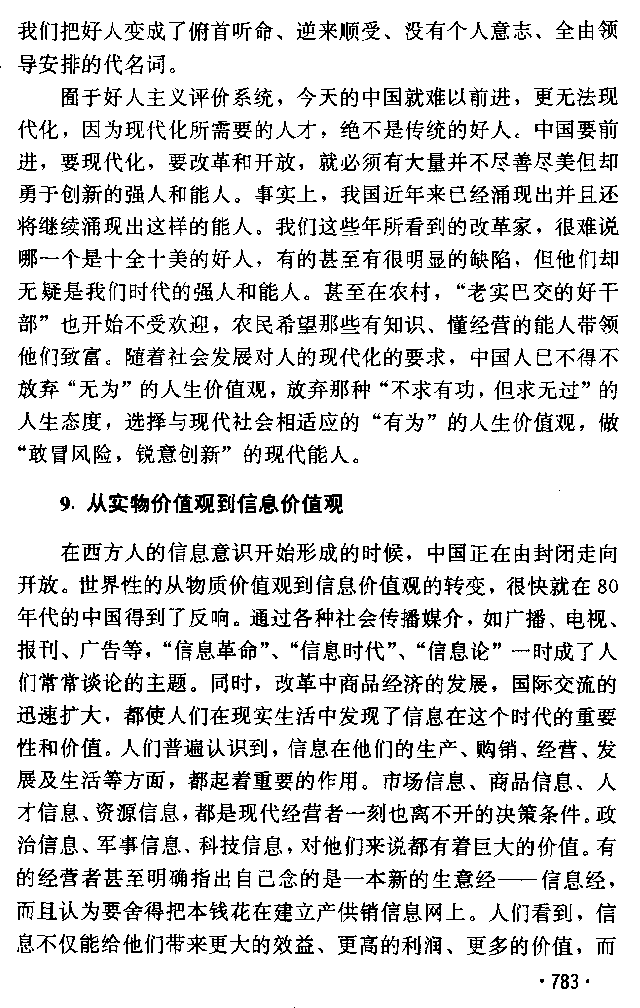 我们把好人变成了俯首听命、逆来顺受、没有个人意志、全由领
导安排的代名词。
囿于好人主义评价系统，今天的中国就难以前进，更无法现
代化，因为现代化所需要的人才，绝不是传统的好人。中国要前
进，要现代化，要改革和开放，就必须有大量并不尽善尽美但却
勇于创新的强人和能人。事实上，我国近年来已经涌现出并且还
将继续涌现出这样的能人。我们这些年所看到的改革家，很难说
哪一个是十全十美的好人，有的甚至有很明显的缺陷，但他们却
无疑是我们时代的强人和能人。甚至在农村，“老实巴交的好干
部”也开始不受欢迎，农民希望那些有知识、懂经营的能人带领
他们致富。随着社会发展对人的现代化的要求，中国人已不得不
放弃“无为”的人生价值观，放弃那种“不求有功，但求无过”的
人生态度，选择与现代社会相适应的“有为”的人生价值观，做
“敢冒风险，锐意创新”的现代能人。
9. 从实物价值观到信息价值观
在西方人的信息意识开始形成的时候，中国正在由封闭走向
开放。世界性的从物质价值观到信息价值观的转变，很快就在80
年代的中国得到了反响。通过各种社会传播媒介，如广播、电视、
报刊、广告等，“信息革命”、“信息时代”、“信息论”一时成了人
们常常谈论的主题。同时，改革中商品经济的发展，国际交流的
迅速扩大，都使人们在现实生活中发现了信息在这个时代的重要
性和价值。人们普遍认识到，信息在他们的生产、购销、经营、发
展及生活等方面，都起着重要的作用。市场信息、商品信息、人
才信息、资源信息，都是现代经营者一刻也离不开的决策条件。政
治信息、军事信息、科技信息，对他们来说都有着巨大的价值。有
的经营者甚至明确指出自己念的是一本新的生意经——信息经，
而且认为要舍得把本钱花在建立产供销信息网上。人们看到，信
息不仅能给他们带来更大的效益、更高的利润、更多的价值，而
·783·